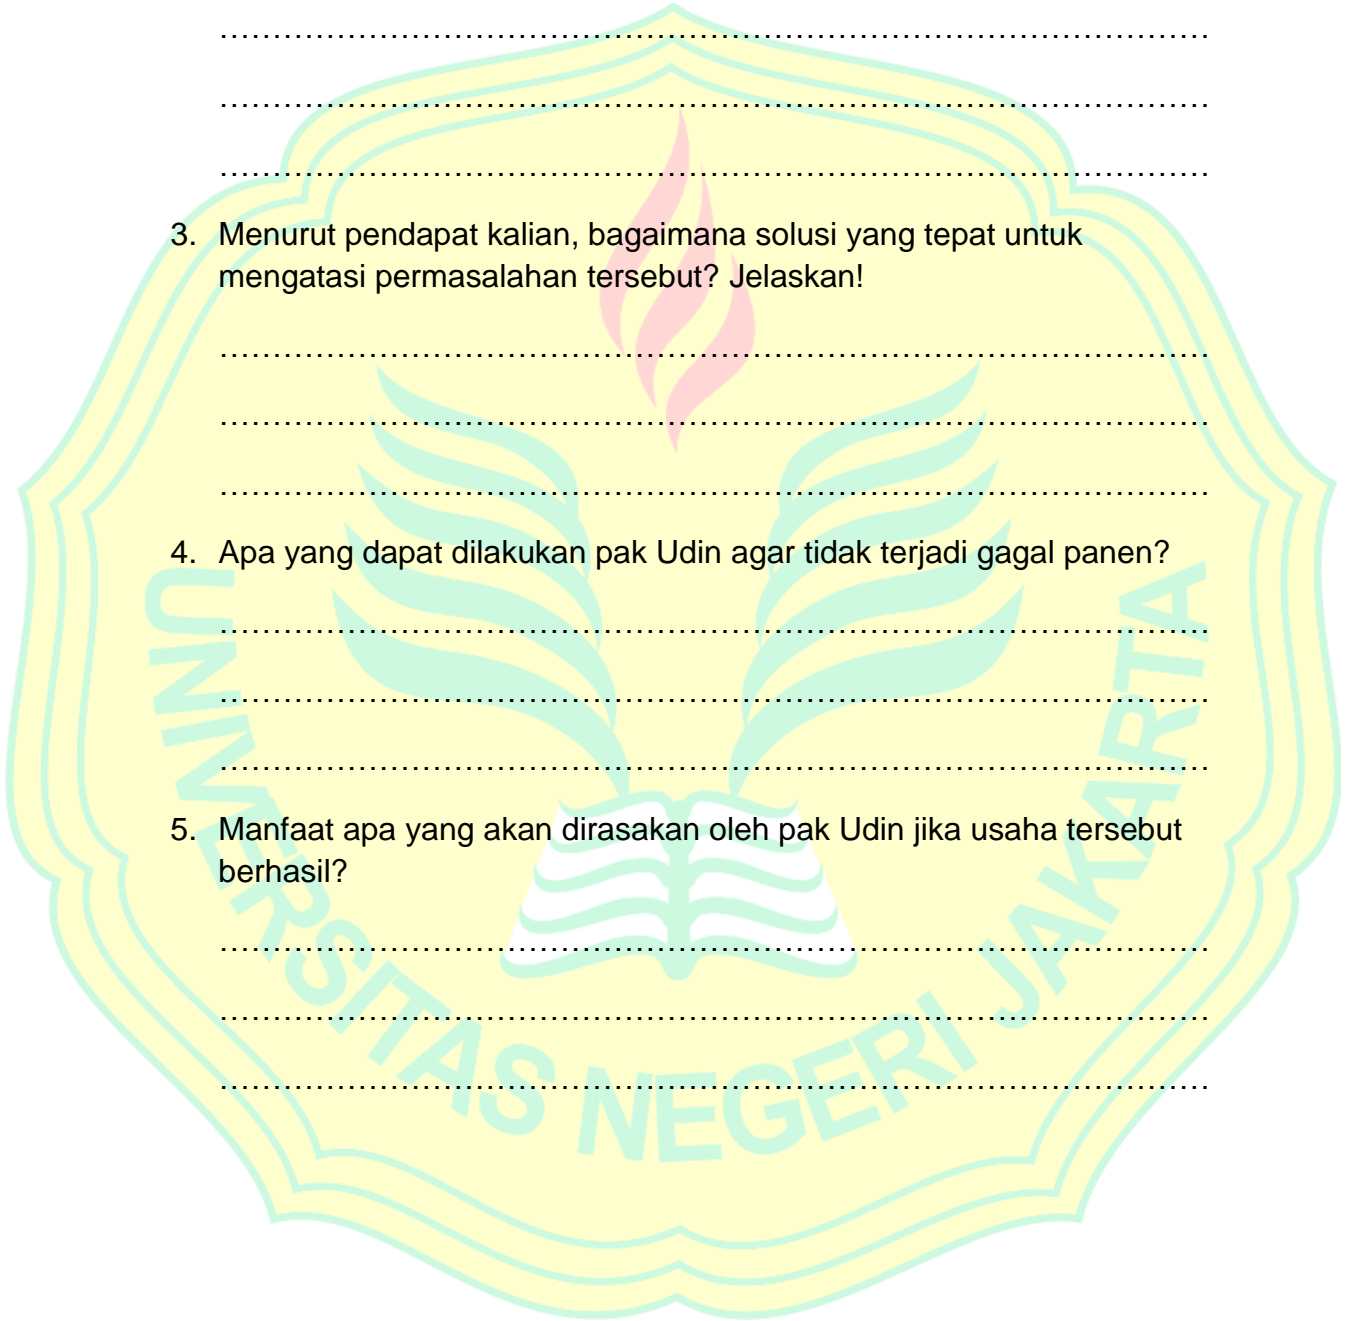 ……………………………………………………………………………………
……………………………………………………………………………………
……………………………………………………………………………………
3. Menurut pendapat kalian, bagaimana solusi yang tepat untuk
mengatasi permasalahan tersebut? Jelaskan!
……………………………………………………………………………………
……………………………………………………………………………………
……………………………………………………………………………………
4. Apa yang dapat dilakukan pak Udin agar tidak terjadi gagal panen?
……………………………………………………………………………………
……………………………………………………………………………………
……………………………………………………………………………………
5. Manfaat apa yang akan dirasakan oleh pak Udin jika usaha tersebut
berhasil?
……………………………………………………………………………………
……………………………………………………………………………………
……………………………………………………………………………………
UNIVERSITAS NEGERI JAKARTA